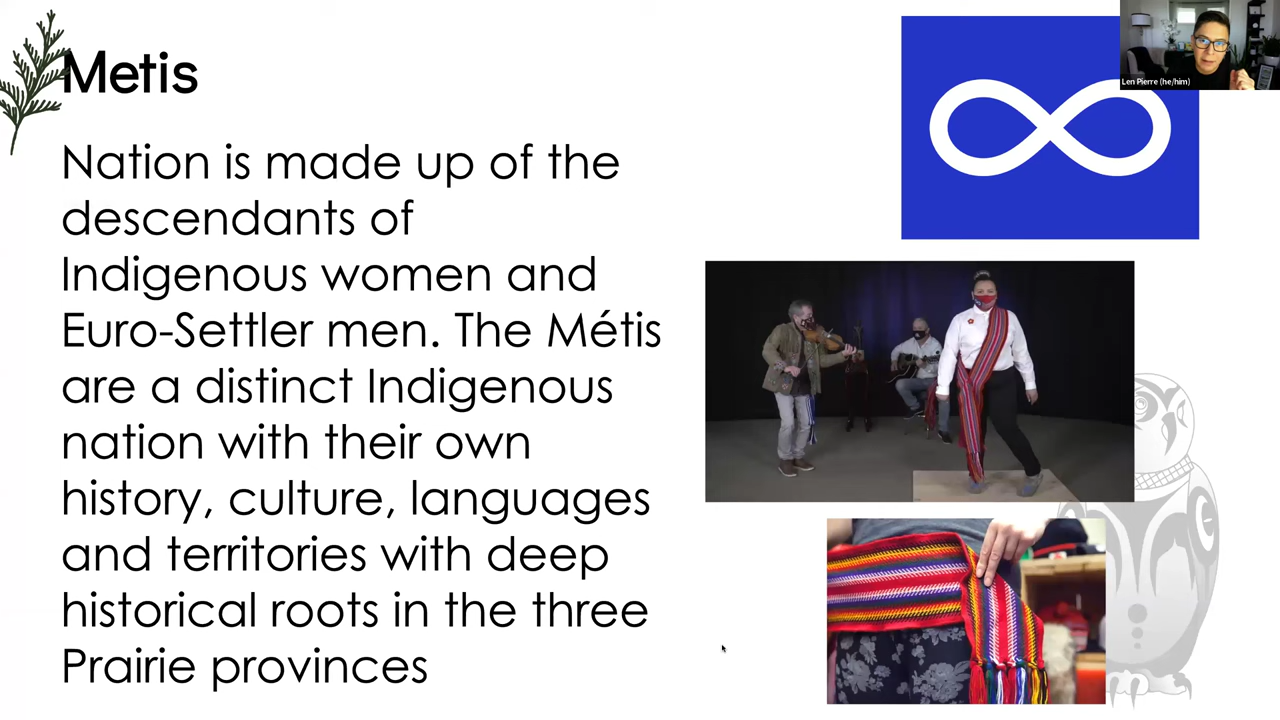 Metis
Nation is made up of the
descendants of
Indigenous women and
Euro-Settler men. The Métis
are a distinct Indigenous
nation with their own
history, culture, languages
and territories with deep
historical roots in the three
Prairie provinces
Len Pierre (he/him)